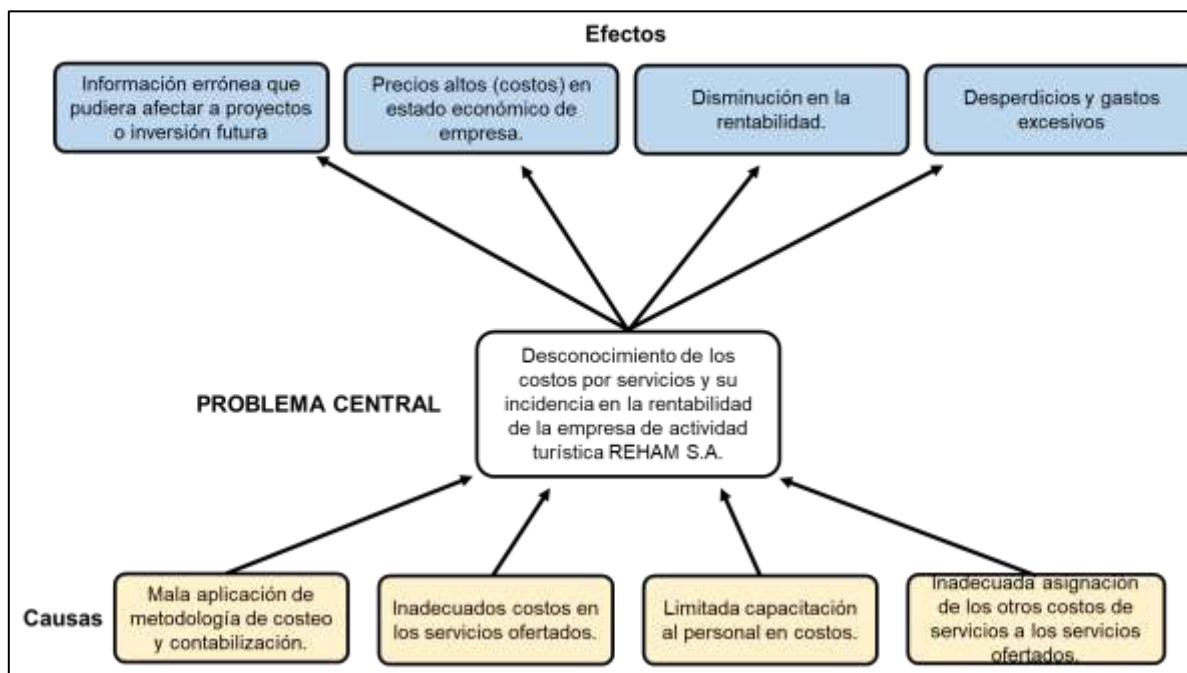 Efectos
Información errónea que
pudiera afectar a proyectos
o inversión futura
Precios altos (costos) en
estado económico de
empresa.
Disminución en la
rentabilidad.
Desperdicios y gastos
excesivos
PROBLEMA CENTRAL
Desconocimiento de los
costos por servicios y su
incidencia en la rentabilidad
de la empresa de actividad
turística REHAM S.A.
Causas
Mala aplicación de
metodología de costeo
y contabilización.
Inadecuados costos en
los servicios ofertados.
Limitada capacitación
al personal en costos.
Inadecuada asignación
de los otros costos de
servicios a los servicios
ofertados.